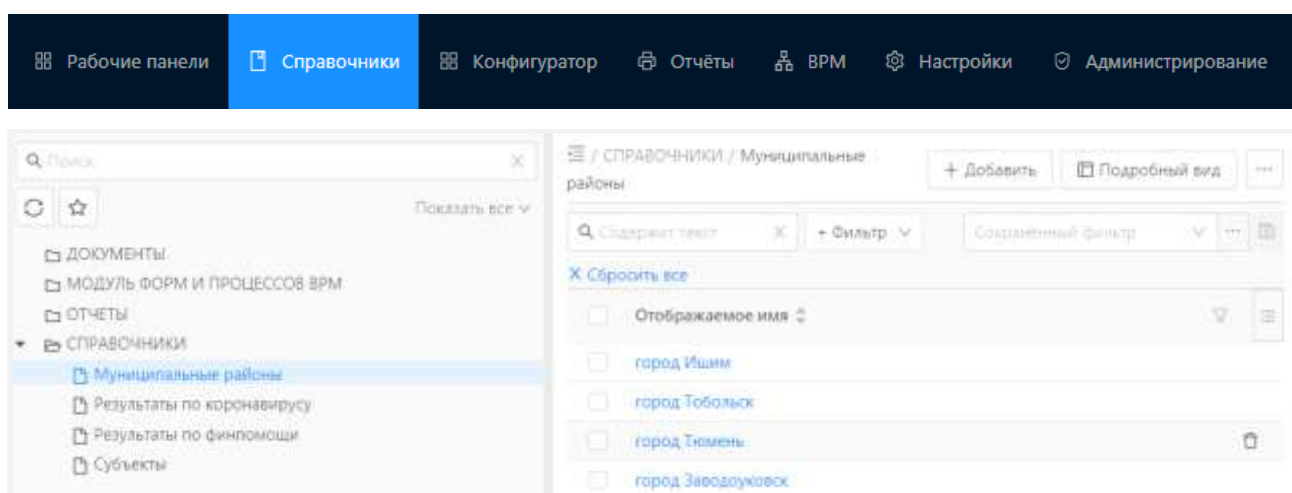 Рабочие панели Справочники Конфигуратор Отчёты BPM Настройки Администрирование
Поиск
Показать все
ДОКУМЕНТЫ
МОДУЛЬ ФОРМ И ПРОЦЕССОВ BPM
ОТЧЕТЫ
СПРАВОЧНИКИ
Муниципальные районы
Результаты по коронавирусу
Результаты по финпомощи
Субъекты
/ СПРАВОЧНИКИ / Муниципальные
районы
+ Добавить Подробный вид ...
Содержит текст + Фильтр Сохранённый фильтр ...
X Сбросить все
Отображаемое имя
город Ишим
город Тобольск
город Тюмень
город Заводоуковск